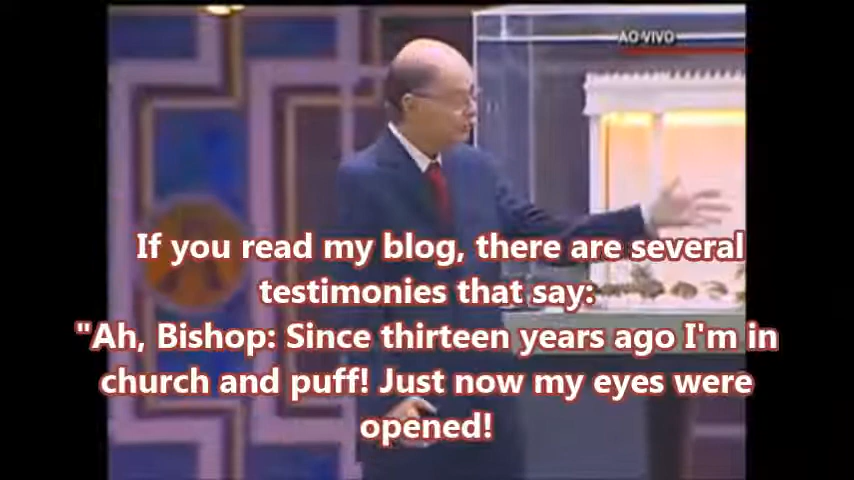 AO VIVO
If you read my blog, there are several
testimonies that say:
"Ah, Bishop: Since thirteen years ago I'm in
church and puff! Just now my eyes were
opened!